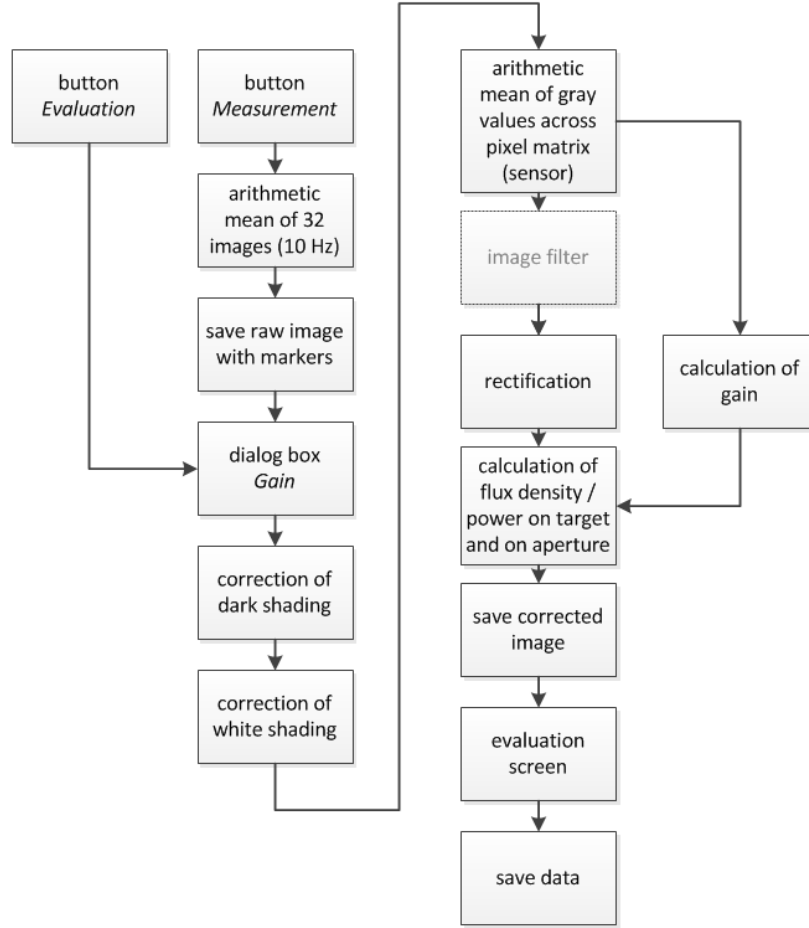 button
Evaluation
button
Measurement
arithmetic
mean of 32
images (10 Hz)
save raw image
with markers
dialog box
Gain
correction of
dark shading
correction of
white shading
arithmetic
mean of gray
values across
pixel matrix
(sensor)
image filter
rectification
calculation of
gain
calculation of
flux density /
power on target
and on aperture
save corrected
image
evaluation
screen
save data